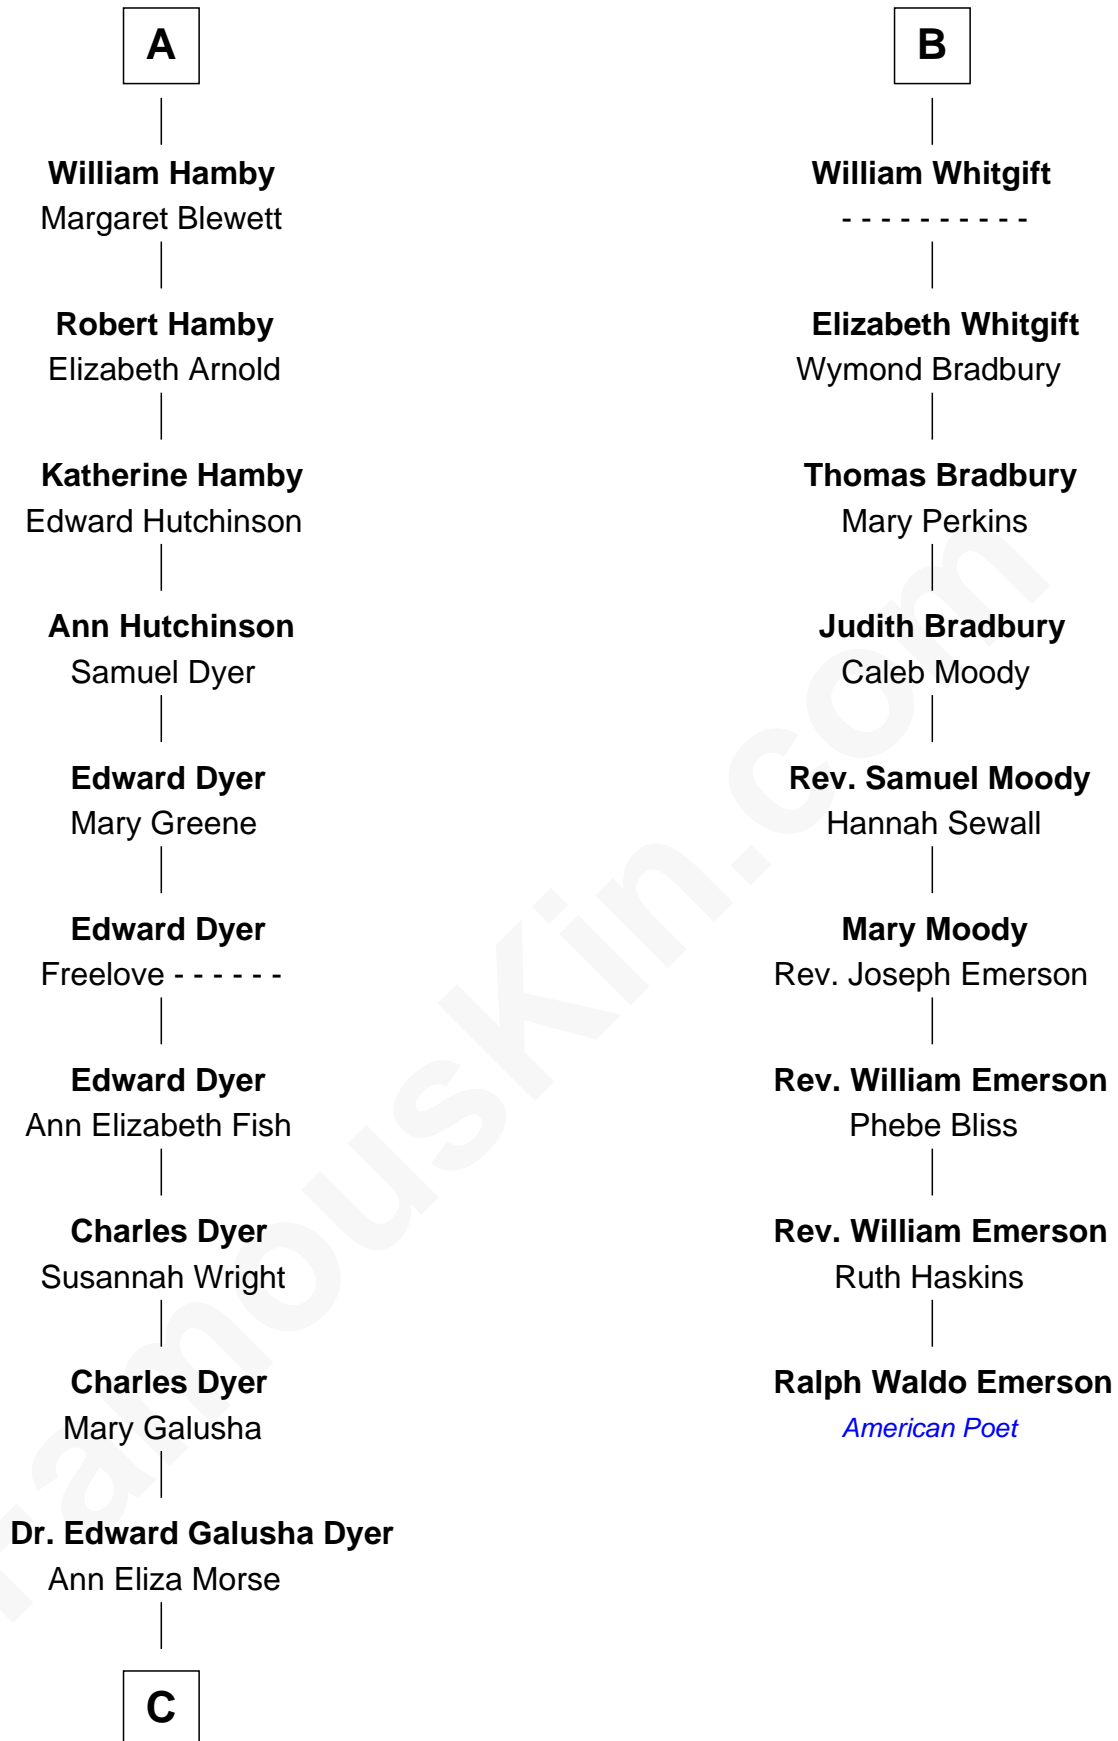 A
William Hamby
Margaret Blewett
Robert Hamby
Elizabeth Arnold
Katherine Hamby
Edward Hutchinson
Ann Hutchinson
Samuel Dyer
Edward Dyer
Mary Greene
Edward Dyer
Freelove - - - - - -
Edward Dyer
Ann Elizabeth Fish
Charles Dyer
Susannah Wright
Charles Dyer
Mary Galusha
Dr. Edward Galusha Dyer
Ann Eliza Morse
C
B
William Whitgift
- - - - - - - - - -
Elizabeth Whitgift
Wymond Bradbury
Thomas Bradbury
Mary Perkins
Judith Bradbury
Caleb Moody
Rev. Samuel Moody
Hannah Sewall
Mary Moody
Rev. Joseph Emerson
Rev. William Emerson
Phebe Bliss
Rev. William Emerson
Ruth Haskins
Ralph Waldo Emerson
American Poet
FamousKin.com